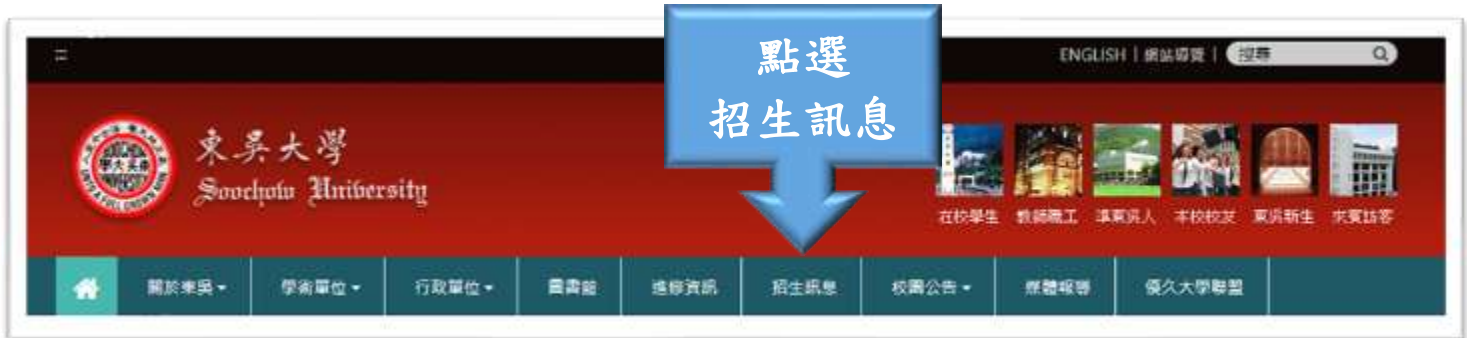 點選
招生訊息
ENGLISH | 網站導覽 | 搜尋
東吳大學
Soochow University
在校學生 教師職工 準東吳人 本校校友 東吳新生 來賓訪客
關於東吳 學術單位 行政單位 圖書館 進修資訊 招生訊息 校園公告 媒體報導 優久大學聯盟